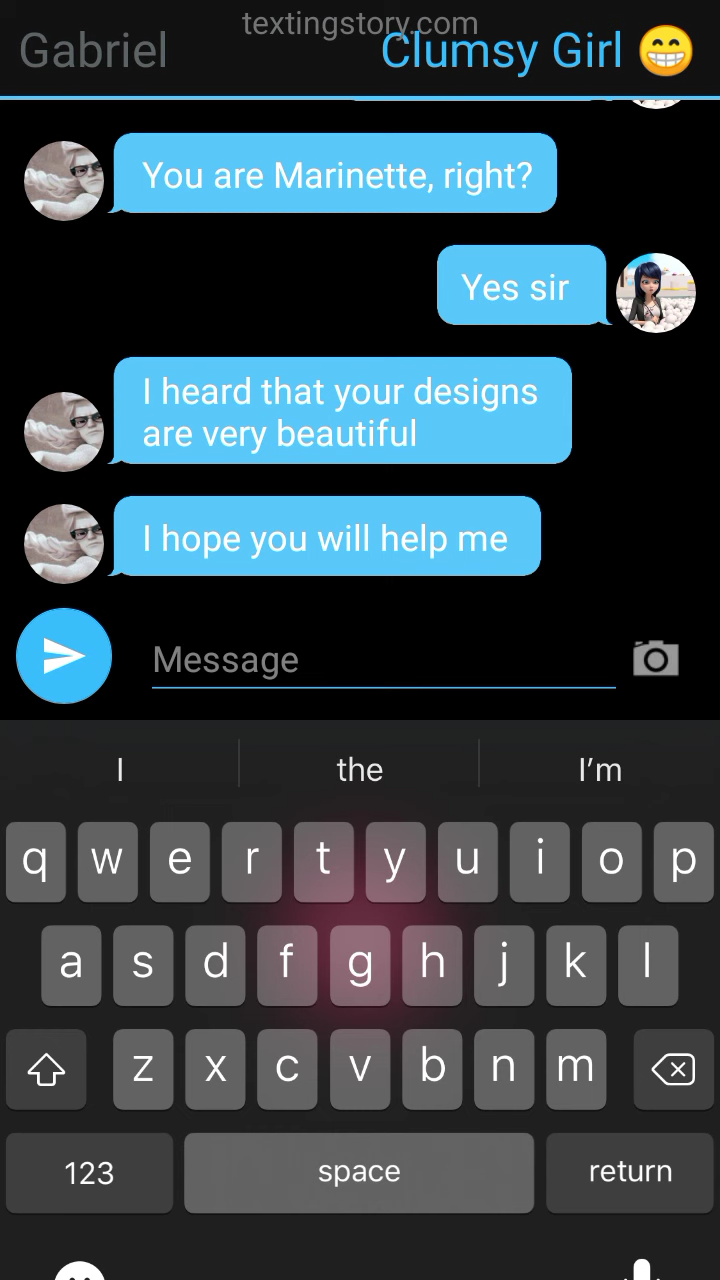 textingstory.com
Gabriel
Clumsy Girl 😁
You are Marinette, right?
Yes sir
I heard that your designs
are very beautiful
I hope you will help me
Message
I
the
I'm
q w e r t y u i o p
a s d f g h j k l
z x c v b n m
123
space
return